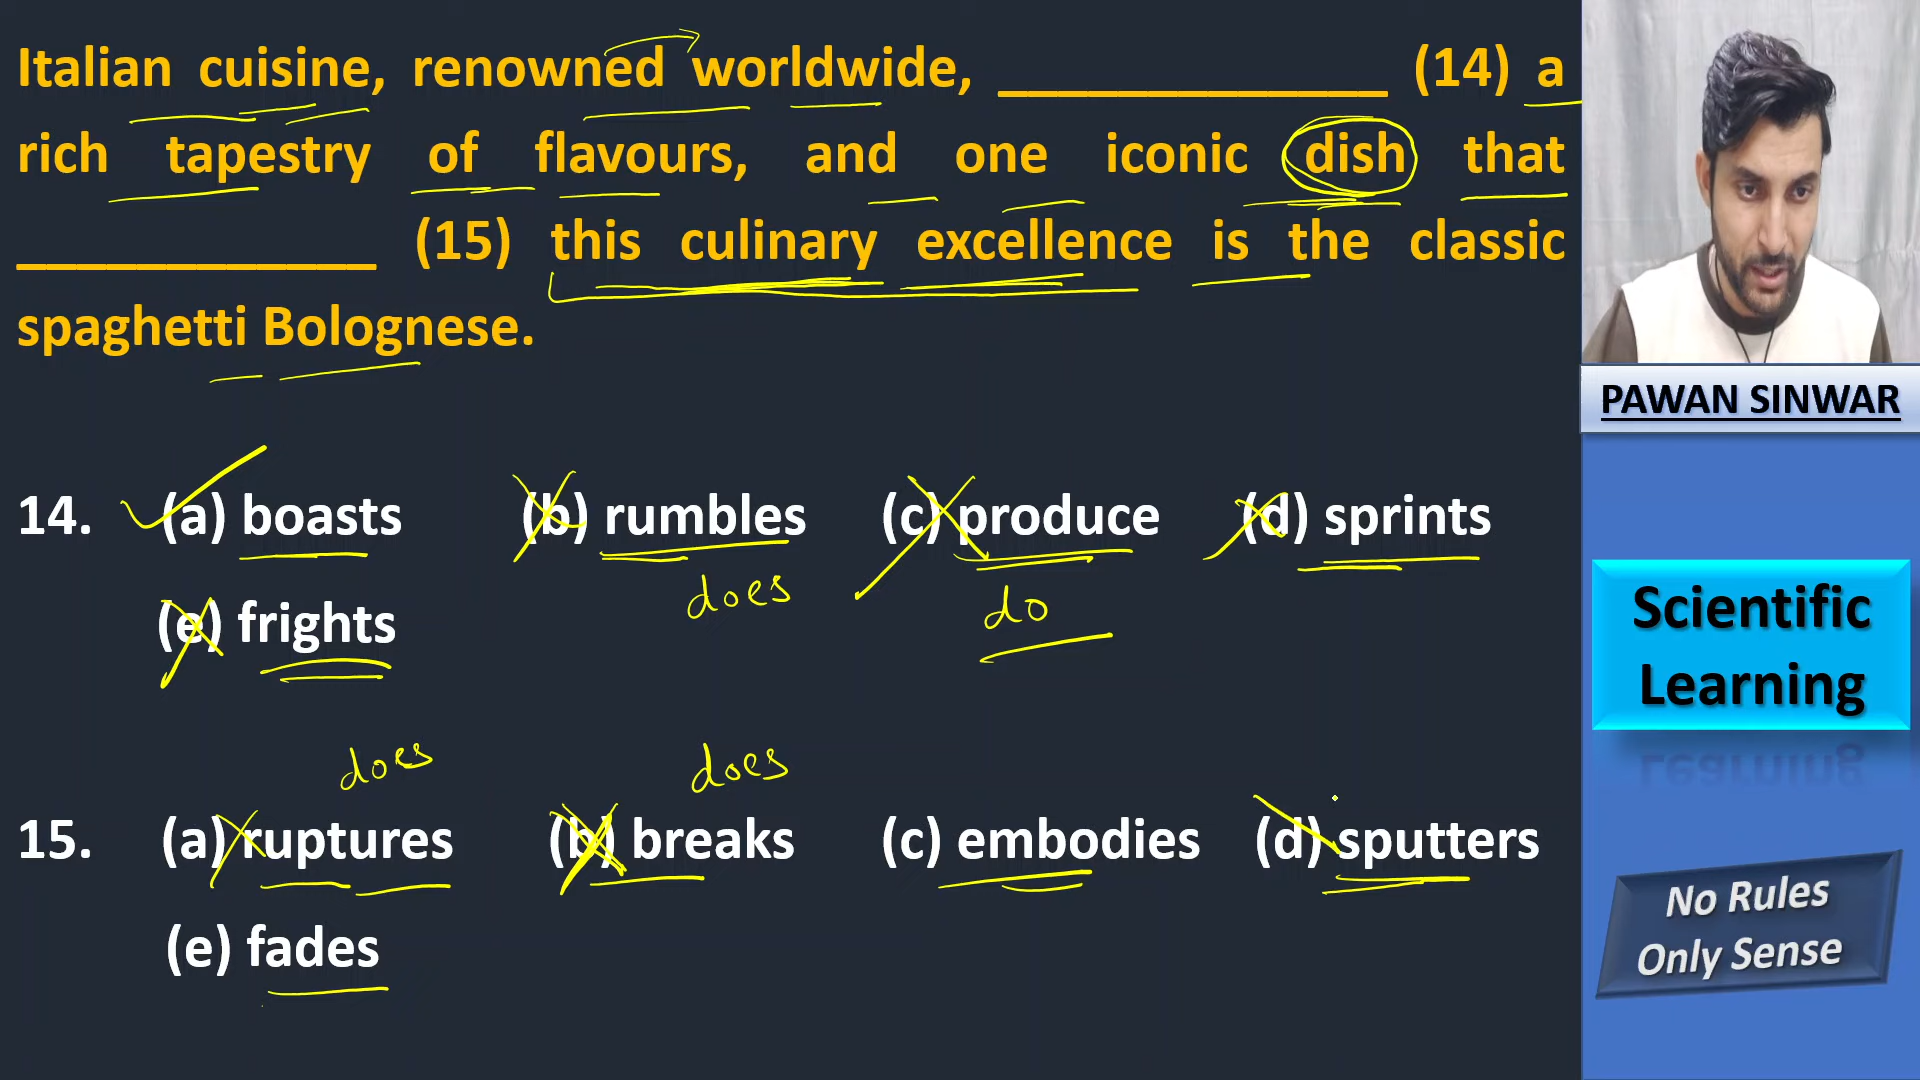 Italian cuisine, renowned worldwide, _____________ (14) a
rich tapestry of flavours, and one iconic dish that
_____________ (15) this culinary excellence is the classic
spaghetti Bolognese.
14. (a) boasts (b) rumbles (c) produce (d) sprints
does do
(e) frights
does does
15. (a) ruptures (b) breaks (c) embodies (d) sputters
(e) fades
PAWAN SINWAR
Scientific
Learning
No Rules
Only Sense